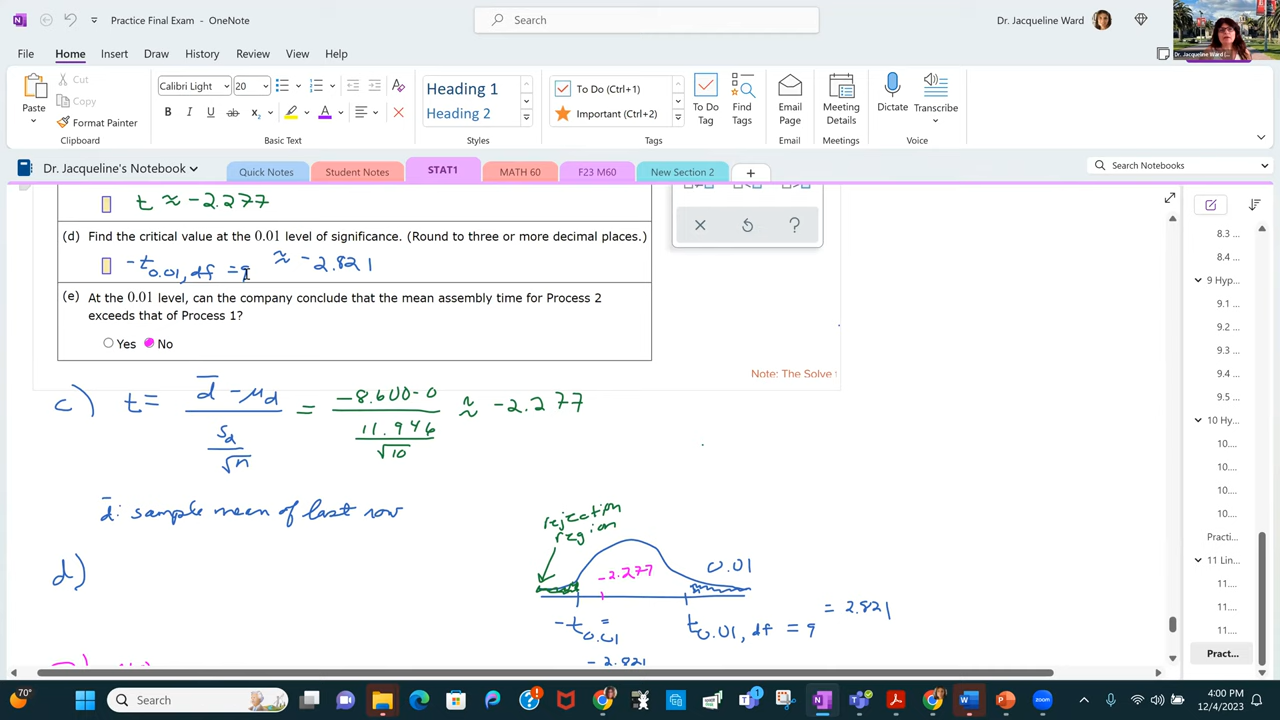 Practice Final Exam - OneNote
Search
Dr. Jacqueline Ward
Dr. Jacqueline Ward
File Home Insert Draw History Review View Help
Paste
Cut
Copy
Format Painter
Clipboard
Calibri Light 20
B I U ab x A
Basic Text
Heading 1
Heading 2
Styles
To Do (Ctrl+1)
Important (Ctrl+2)
To Do Tag
Find Tags
Tags
Email Page
Email
Meeting Details
Meetings
Dictate
Transcribe
Voice
Dr. Jacqueline's Notebook
Quick Notes Student Notes STAT1 MATH 60 F23 M60 New Section 2 +
Search Notebooks
t ≈ -2.277
(d) Find the critical value at the 0.01 level of significance. (Round to three or more decimal places.)
-t 0.01, df = 9 ≈ -2.821
(e) At the 0.01 level, can the company conclude that the mean assembly time for Process 2
exceeds that of Process 1?
Yes No
Note: The Solve
c) t = (d̄ - μd) / (sd / √n) = (-8.600-0) / (11.946 / √10) ≈ -2.277
d̄: sample mean of last row
rejection
region
d)
-2.277
0.01
-t 0.01 =
-2.821
t 0.01, df = 9 = 2.821
8.3
8.4
9 Hyp
9.1
9.2
9.3
9.4
9.5
10 Hy
10....
10....
10....
10....
Practi
11 Lin
11....
11....
11....
Pract...
70°
Search
4:00 PM
12/4/2023